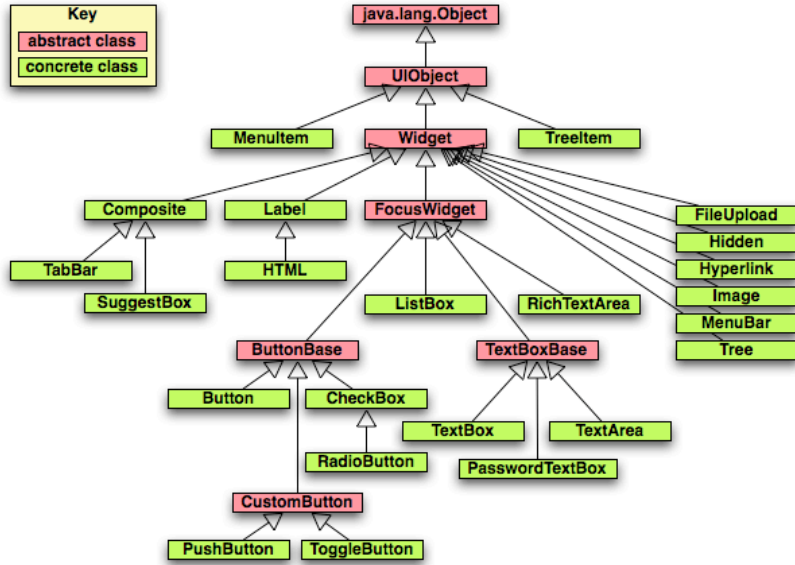 Key
abstract class
concrete class
java.lang.Object
UIObject
MenuItem
Widget
TreeItem
Composite
Label
FocusWidget
FileUpload
Hidden
Hyperlink
Image
MenuBar
Tree
TabBar
HTML
SuggestBox
ListBox
RichTextArea
ButtonBase
TextBoxBase
Button
CheckBox
TextBox
TextArea
RadioButton
PasswordTextBox
CustomButton
PushButton
ToggleButton